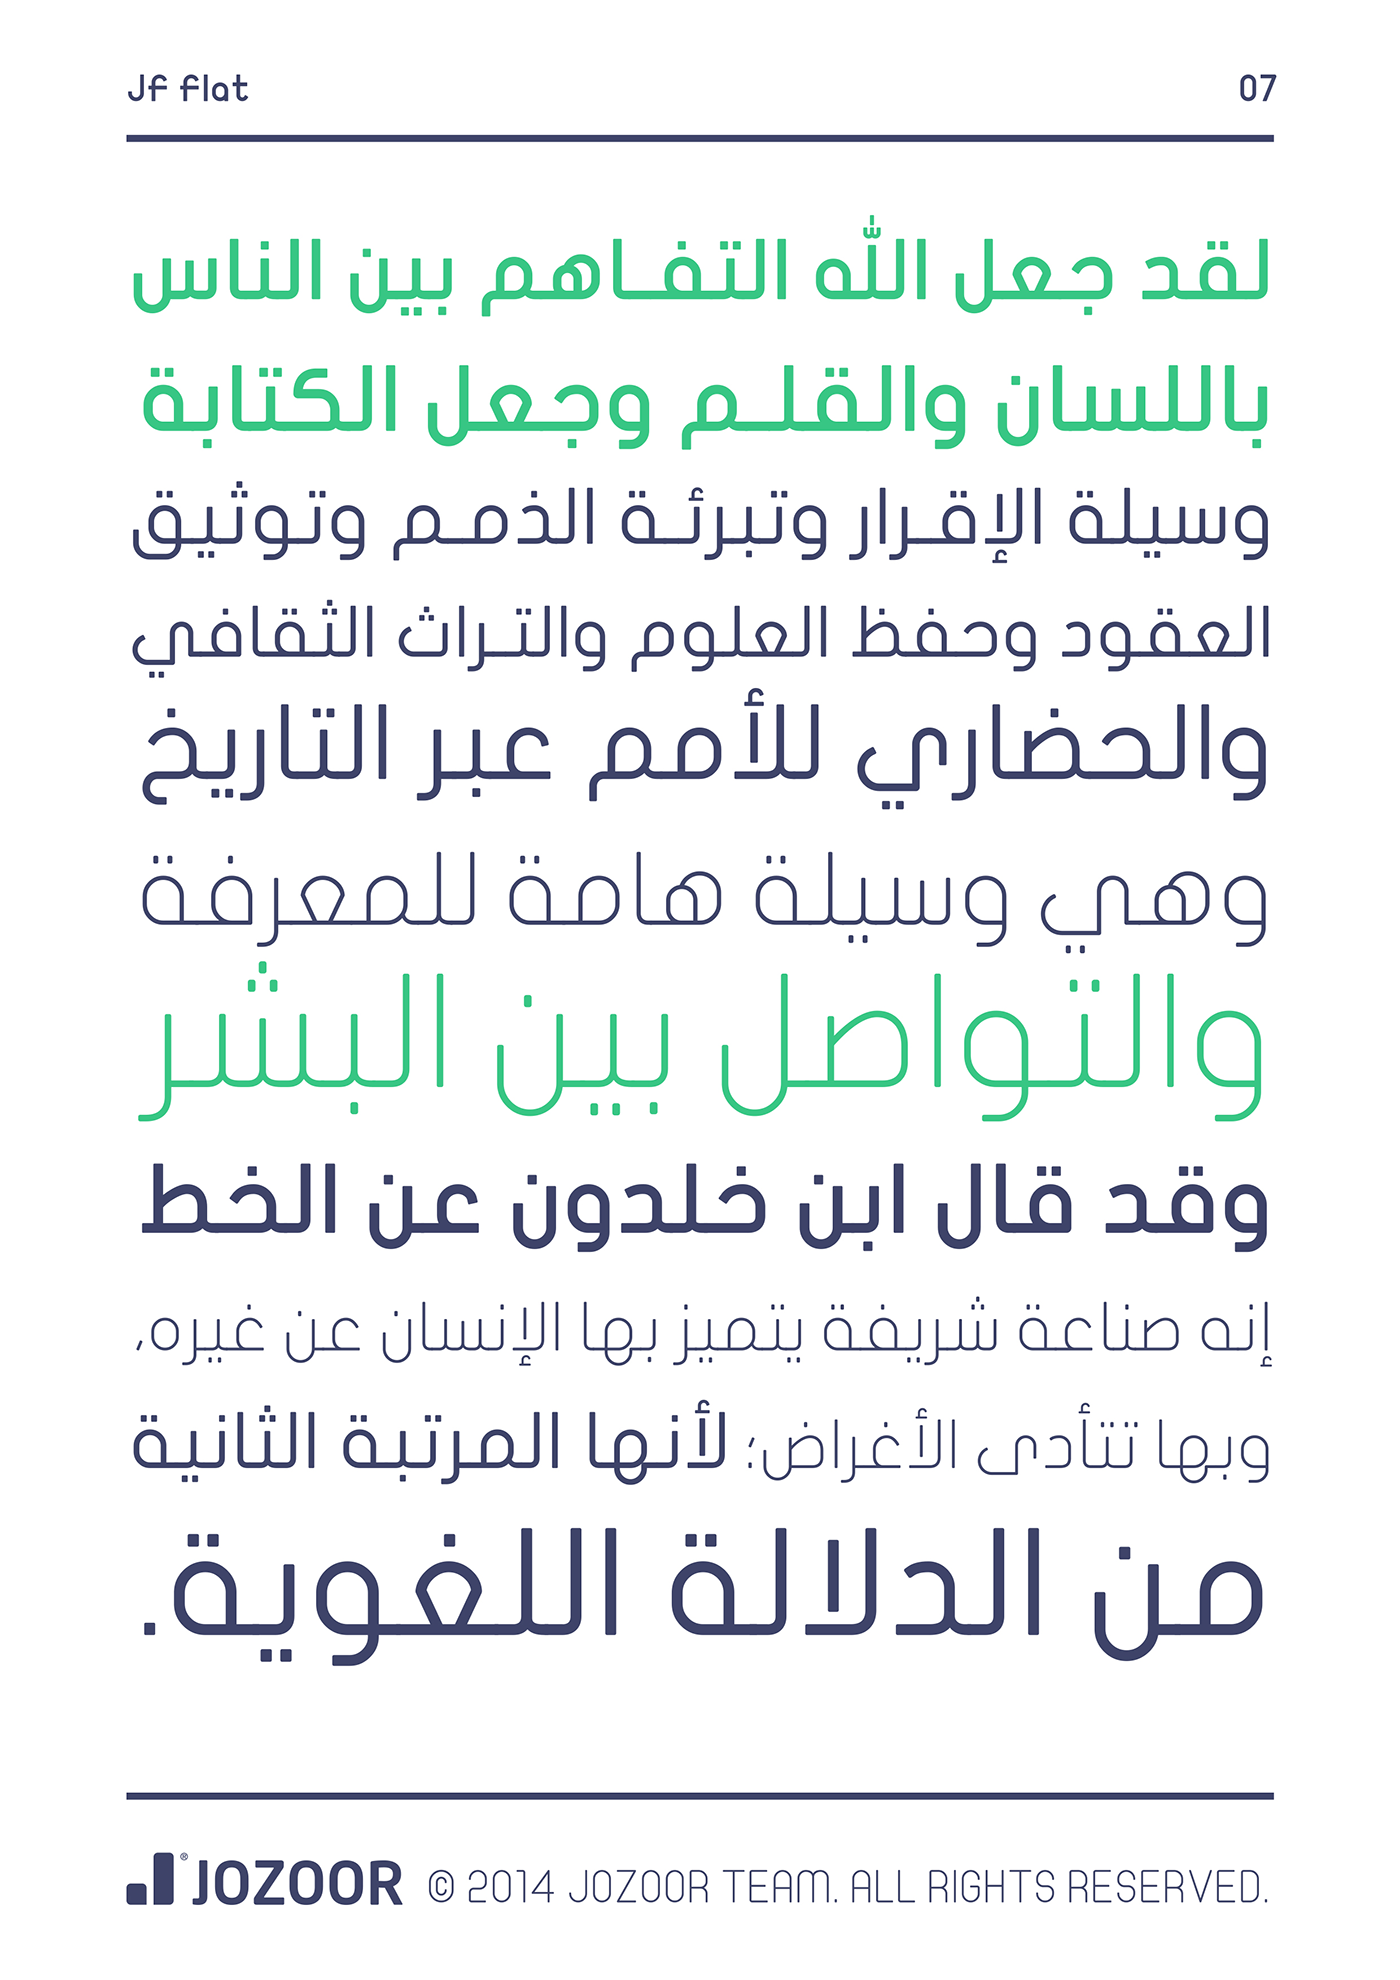 Jf flat 07
لقد جعل الله التفـاهم بين الناس
باللسان والقلـم وجعل الكتابة
وسيلة الإقـرار وتبرئـة الذمـم وتوثيق
العقود وحفظ العلوم والتـراث الثقافي
والحضاري للأمم عبر التاريخ
وهي وسيلة هامة للمعرفة
والتواصل بين البشر
وقد قال ابن خلدون عن الخط
إنه صناعة شريفة يتميز بها الإنسان عن غيره،
وبها تتأدى الأغراض؛ لأنها المرتبة الثانية
من الدلالة اللغوية.
® JOZOOR © 2014 JOZOOR TEAM. ALL RIGHTS RESERVED.